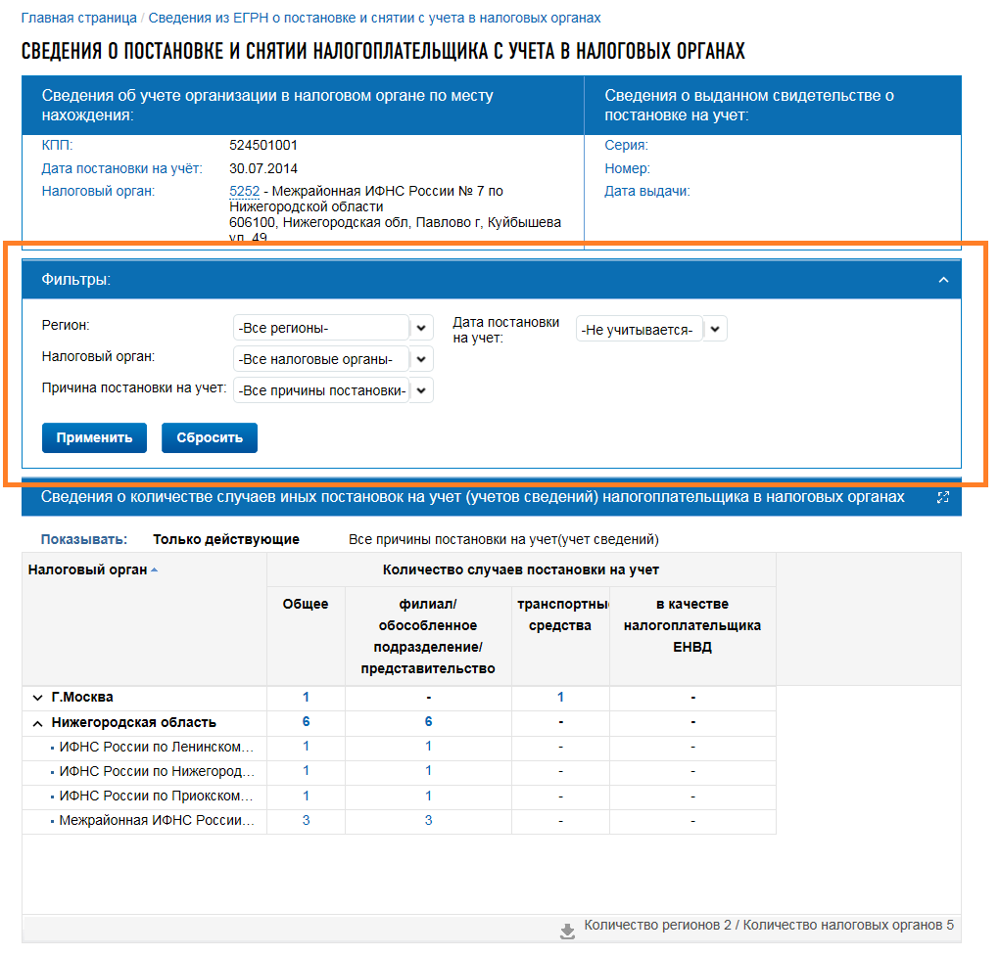 Главная страница / Сведения из ЕГРН о постановке и снятии с учета в налоговых органах
СВЕДЕНИЯ О ПОСТАНОВКЕ И СНЯТИИ НАЛОГОПЛАТЕЛЬЩИКА С УЧЕТА В НАЛОГОВЫХ ОРГАНАХ
Сведения об учете организации в налоговом органе по месту
нахождения:
Сведения о выданном свидетельстве о
постановке на учет:
КПП: 524501001
Дата постановки на учёт: 30.07.2014
Налоговый орган: 5252 - Межрайонная ИФНС России № 7 по
Нижегородской области
606100, Нижегородская обл, Павлово г, Куйбышева
ул, 49
Серия:
Номер:
Дата выдачи:
Фильтры:
Регион: -Все регионы-
Налоговый орган: -Все налоговые органы-
Причина постановки на учет: -Все причины постановки-
Дата постановки
на учет:
-Не учитывается-
Применить Сбросить
Сведения о количестве случаев иных постановок на учет (учетов сведений) налогоплательщика в налоговых органах
Показывать: Только действующие Все причины постановки на учет(учет сведений)
Налоговый орган Количество случаев постановки на учет
Общее
филиал/
обособленное
подразделение/
представительство
транспортны
средства
в качестве
налогоплательщика
ЕНВД
Г.Москва 1 - 1 -
Нижегородская область 6 6 - -
ИФНС России по Ленинском... 1 1 - -
ИФНС России по Нижегород... 1 1 - -
ИФНС России по Приокском... 1 1 - -
Межрайонная ИФНС России... 3 3 - -
Количество регионов 2 / Количество налоговых органов 5